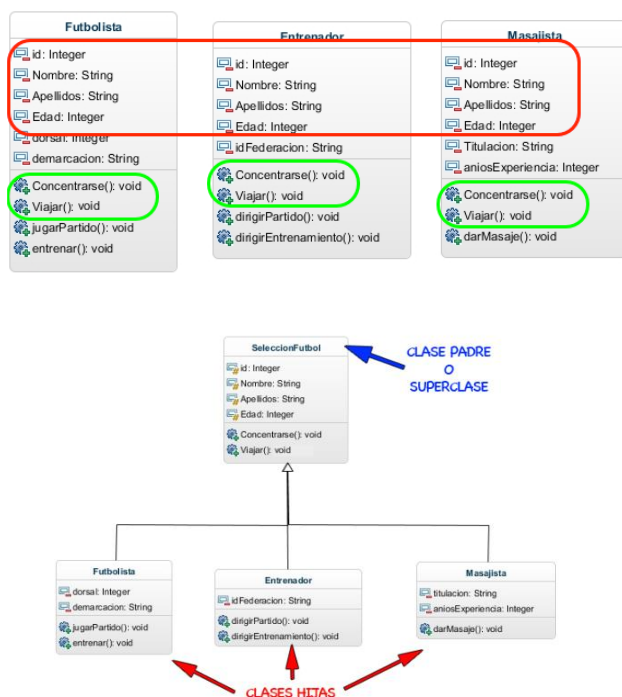 Futbolista
id: Integer
Nombre: String
Apellidos: String
Edad: Integer
dorsal: Integer
demarcacion: String
Concentrarse(): void
Viajar(): void
jugarPartido(): void
entrenar(): void
Entrenador
id: Integer
Nombre: String
Apellidos: String
Edad: Integer
idFederacion: String
Concentrarse(): void
Viajar(): void
dirigirPartido(): void
dirigirEntrenamiento(): void
Masajista
id: Integer
Nombre: String
Apellidos: String
Edad: Integer
Titulacion: String
aniosExperiencia: Integer
Concentrarse(): void
Viajar(): void
darMasaje(): void
SeleccionFutbol
id: Integer
Nombre: String
Apellidos: String
Edad: Integer
Concentrarse(): void
Viajar(): void
CLASE PADRE
O
SUPERCLASE
Futbolista
dorsal: Integer
demarcacion: String
jugarPartido(): void
entrenar(): void
Entrenador
idFederacion: String
dirigirPartido(): void
dirigirEntrenamiento(): void
Masajista
titulacion: String
aniosExperiencia: Integer
darMasaje(): void
CLASES HIJAS